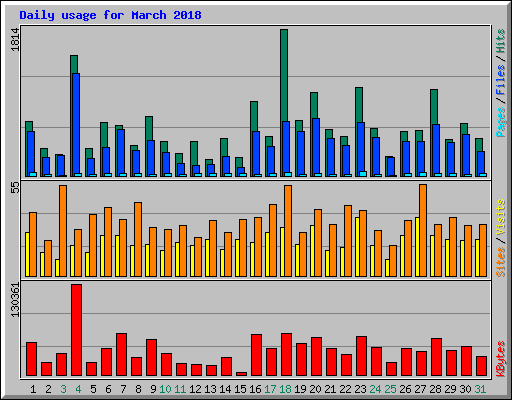 Daily usage for March 2018
1814
Pages / Files / Hits
55
Sites / Visits
130361
KBytes
1 2 3 4 5 6 7 8 9 10 11 12 13 14 15 16 17 18 19 20 21 22 23 24 25 26 27 28 29 30 31